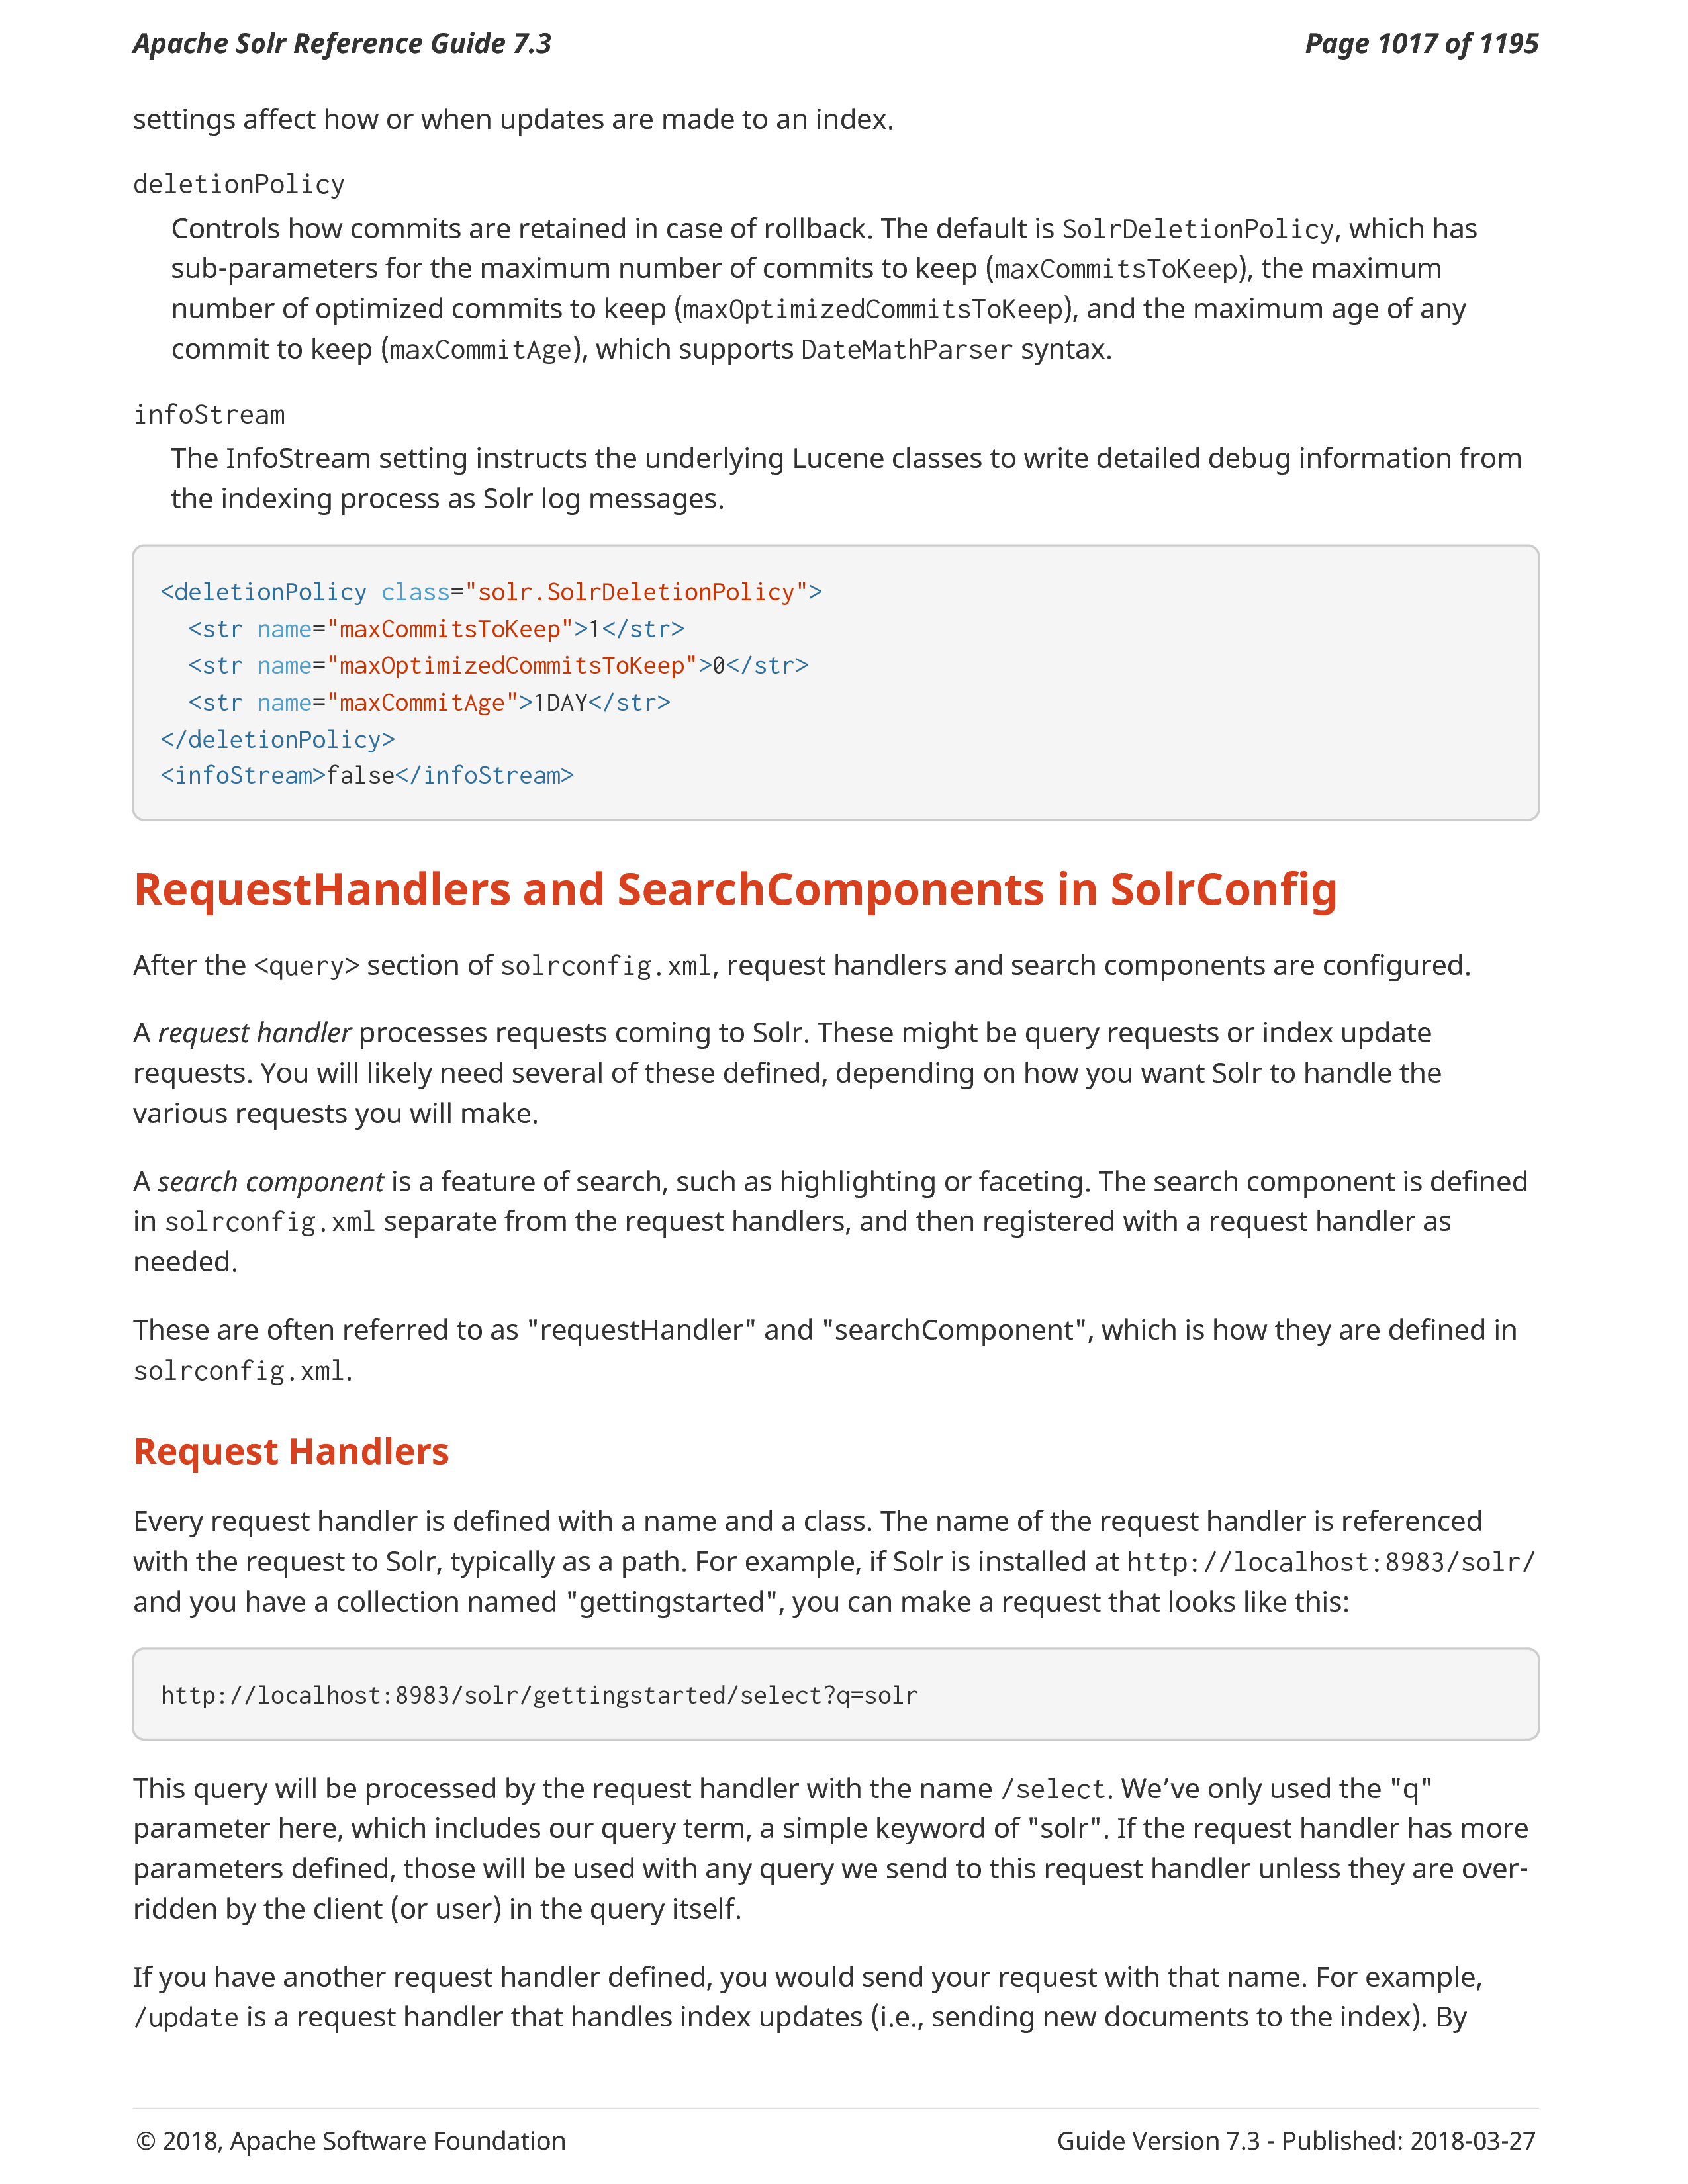 Apache Solr Reference Guide 7.3
Page 1017 of 1195
settings affect how or when updates are made to an index.
deletionPolicy
Controls how commits are retained in case of rollback. The default is SolrDeletionPolicy, which has
sub-parameters for the maximum number of commits to keep (maxCommitsToKeep), the maximum
number of optimized commits to keep (maxOptimizedCommitsToKeep), and the maximum age of any
commit to keep (maxCommitAge), which supports DateMathParser syntax.
infoStream
The InfoStream setting instructs the underlying Lucene classes to write detailed debug information from
the indexing process as Solr log messages.
<deletionPolicy class="solr.SolrDeletionPolicy">
  <str name="maxCommitsToKeep">1</str>
  <str name="maxOptimizedCommitsToKeep">0</str>
  <str name="maxCommitAge">1DAY</str>
</deletionPolicy>
<infoStream>false</infoStream>
RequestHandlers and SearchComponents in SolrConfig
After the <query> section of solrconfig.xml, request handlers and search components are configured.
A request handler processes requests coming to Solr. These might be query requests or index update
requests. You will likely need several of these defined, depending on how you want Solr to handle the
various requests you will make.
A search component is a feature of search, such as highlighting or faceting. The search component is defined
in solrconfig.xml separate from the request handlers, and then registered with a request handler as
needed.
These are often referred to as "requestHandler" and "searchComponent", which is how they are defined in
solrconfig.xml.
Request Handlers
Every request handler is defined with a name and a class. The name of the request handler is referenced
with the request to Solr, typically as a path. For example, if Solr is installed at http://localhost:8983/solr/
and you have a collection named "gettingstarted", you can make a request that looks like this:
http://localhost:8983/solr/gettingstarted/select?q=solr
This query will be processed by the request handler with the name /select. We’ve only used the "q"
parameter here, which includes our query term, a simple keyword of "solr". If the request handler has more
parameters defined, those will be used with any query we send to this request handler unless they are over-
ridden by the client (or user) in the query itself.
If you have another request handler defined, you would send your request with that name. For example,
/update is a request handler that handles index updates (i.e., sending new documents to the index). By
© 2018, Apache Software Foundation
Guide Version 7.3 - Published: 2018-03-27